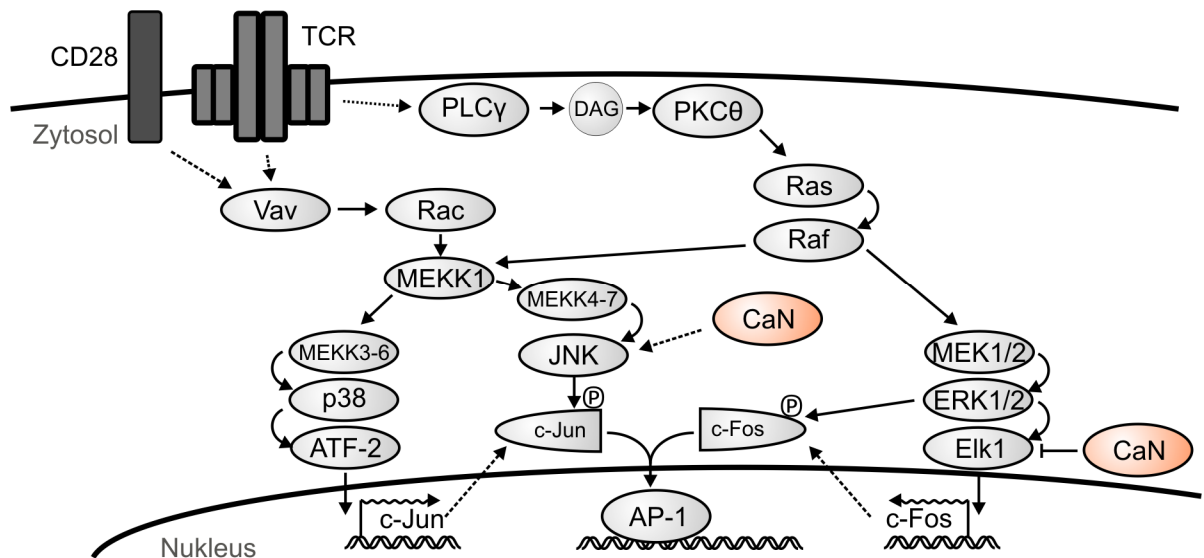 CD28
TCR
Zytosol
PLCγ
DAG
PKCθ
Ras
Vav
Rac
Raf
MEKK1
MEKK4-7
CaN
MEKK3-6
JNK
MEK1/2
p38
P
P
ERK1/2
c-Jun
c-Fos
ATF-2
Elk1
CaN
c-Jun
AP-1
c-Fos
Nukleus